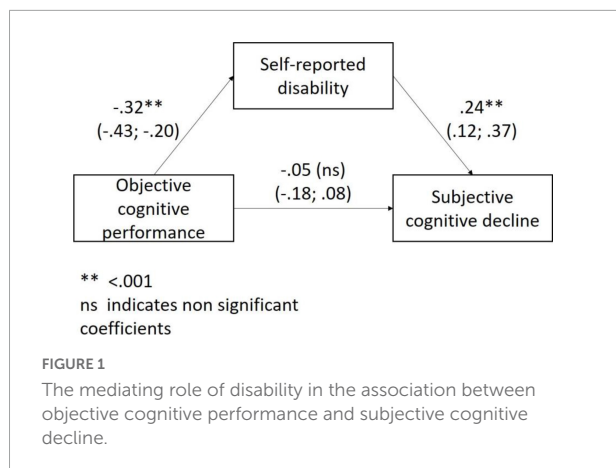 Self-reported
disability
-.32**
(-.43; -.20)
.24**
(.12; .37)
-.05 (ns)
(-.18; .08)
Objective
cognitive
performance
Subjective
cognitive decline
** <.001
ns indicates non significant
coefficients
FIGURE 1
The mediating role of disability in the association between
objective cognitive performance and subjective cognitive
decline.